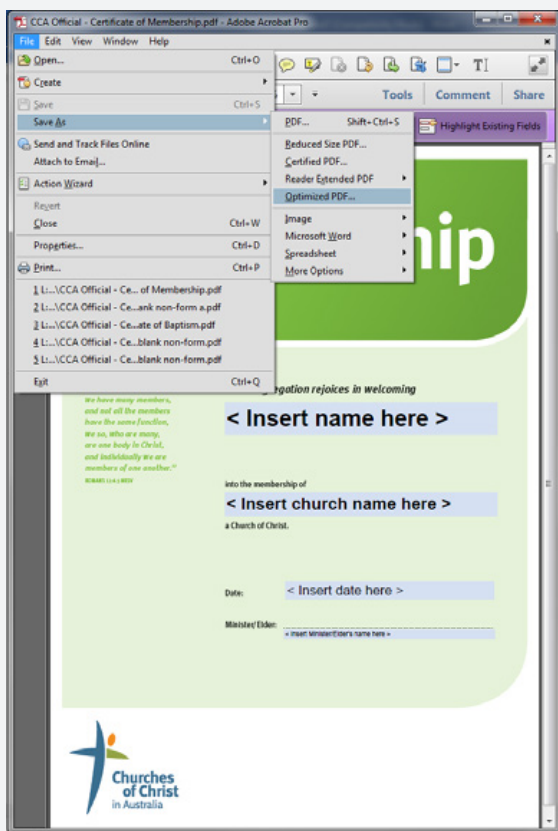 CCA Official - Certificate of Membership.pdf - Adobe Acrobat Pro
File Edit View Window Help
Open... Ctrl+O
Create
Save Ctrl+S
Save As
Send and Track Files Online
Attach to Email...
Action Wizard
Revert
Close Ctrl+W
Properties... Ctrl+D
Print... Ctrl+P
1 L:...\CCA Official - Ce... of Membership.pdf
2 L:...\CCA Official - Ce...ank non-form a.pdf
3 L:...\CCA Official - Ce...ate of Baptism.pdf
4 L:...\CCA Official - Ce...blank non-form.pdf
5 L:...\CCA Official - Ce...blank non-form.pdf
Exit Ctrl+Q
PDF... Shift+Ctrl+S
Reduced Size PDF...
Certified PDF...
Reader Extended PDF
Optimized PDF...
Image
Microsoft Word
Spreadsheet
More Options
Tools Comment Share
Highlight Existing Fields
hip
We have many members,
and not all the members
have the same function,
We so, who are many,
are one body in Christ,
and individually we are
members of one another."
egation rejoices in welcoming
< Insert name here >
into the membership of
< Insert church name here >
a Church of Christ.
Date: < Insert date here >
Minister/Elder:
< Insert Minister/Elder's name here >
Churches
of Christ
in Australia